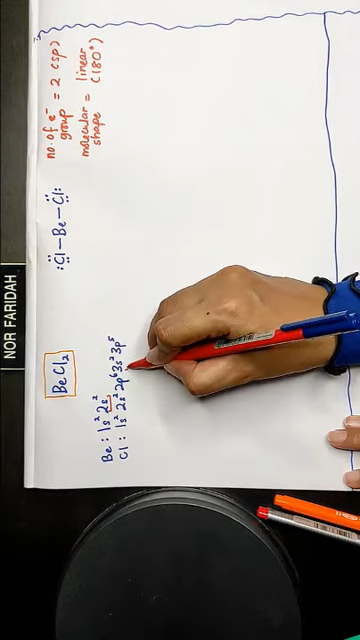 BeCl₂
:Cl–Be–Cl:
no. of e⁻ group = 2 (sp)
molecular shape = linear (180°)
Be : 1s² 2s²
Cl : 1s² 2s² 2p⁶ 3s² 3p⁵
NOR FARIDAH